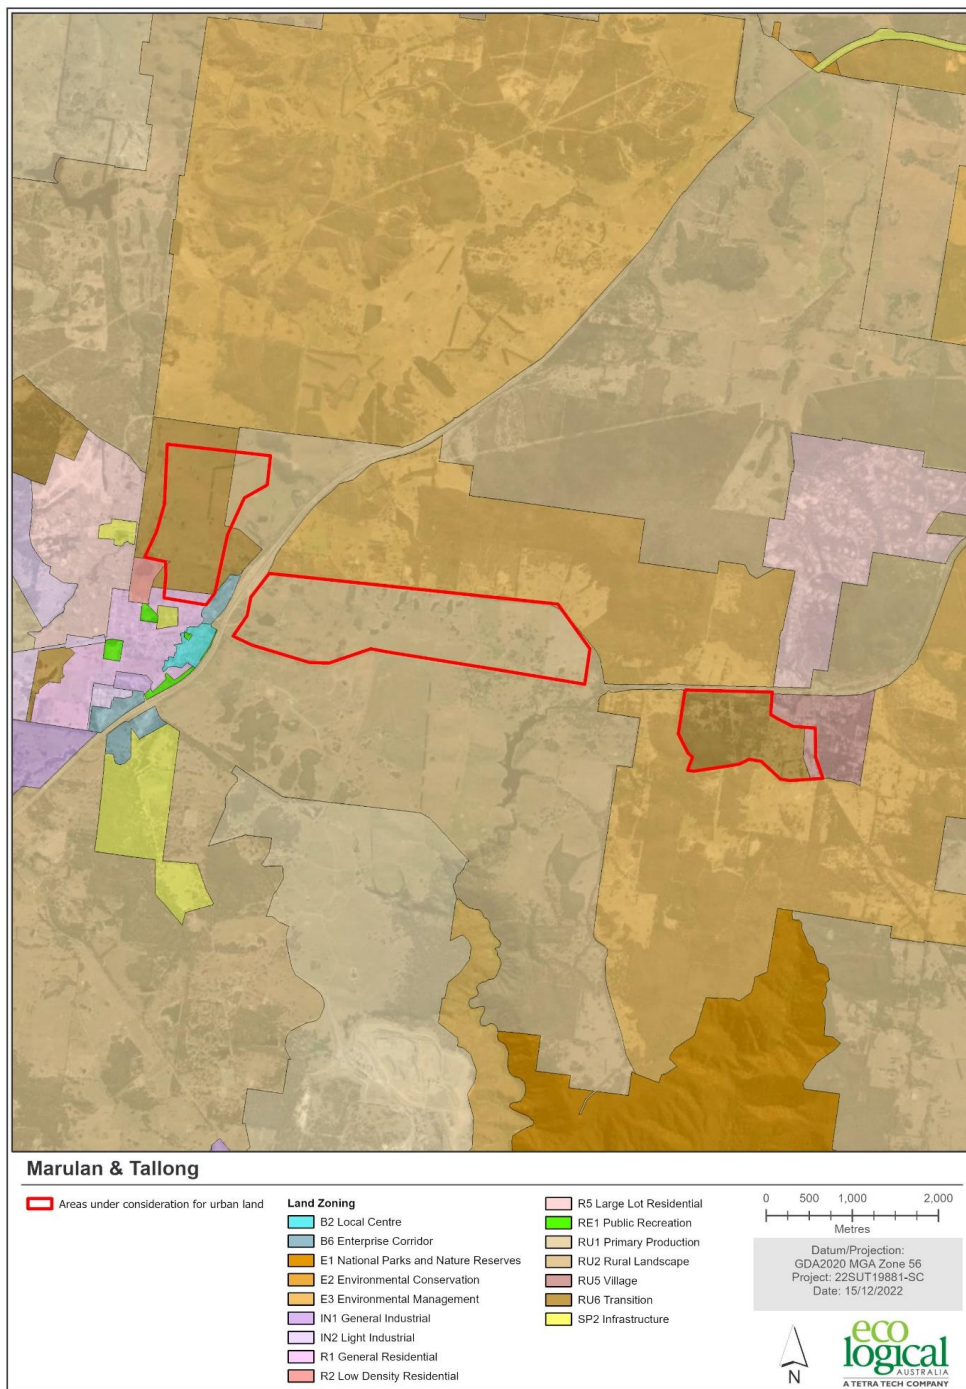 Marulan & Tallong
Areas under consideration for urban land
Land Zoning
B2 Local Centre
B6 Enterprise Corridor
E1 National Parks and Nature Reserves
E2 Environmental Conservation
E3 Environmental Management
IN1 General Industrial
IN2 Light Industrial
R1 General Residential
R2 Low Density Residential
R5 Large Lot Residential
RE1 Public Recreation
RU1 Primary Production
RU2 Rural Landscape
RU5 Village
RU6 Transition
SP2 Infrastructure
0 500 1,000 2,000
Metres
Datum/Projection:
GDA2020 MGA Zone 56
Project: 22SUT19881-SC
Date: 15/12/2022
N
eco
logical
AUSTRALIA
A TETRA TECH COMPANY